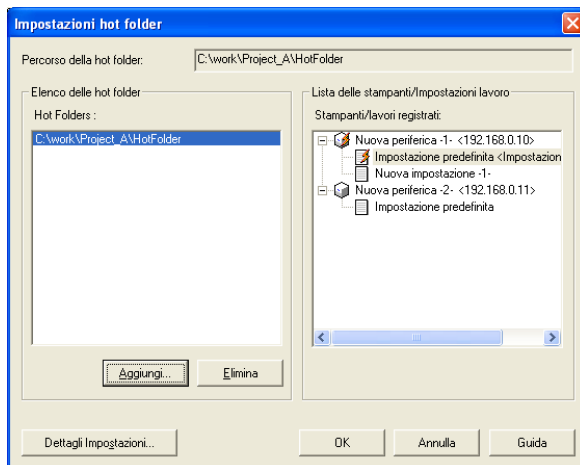 Impostazioni hot folder
Percorso della hot folder:
C:\work\Project_A\HotFolder
Elenco delle hot folder
Hot Folders :
C:\work\Project_A\HotFolder
Aggiungi...
Elimina
Lista delle stampanti/Impostazioni lavoro
Stampanti/lavori registrati:
Nuova periferica -1- <192.168.0.10>
Impostazione predefinita <Impostazion
Nuova impostazione -1-
Nuova periferica -2- <192.168.0.11>
Impostazione predefinita
Dettagli Impostazioni...
OK
Annulla
Guida